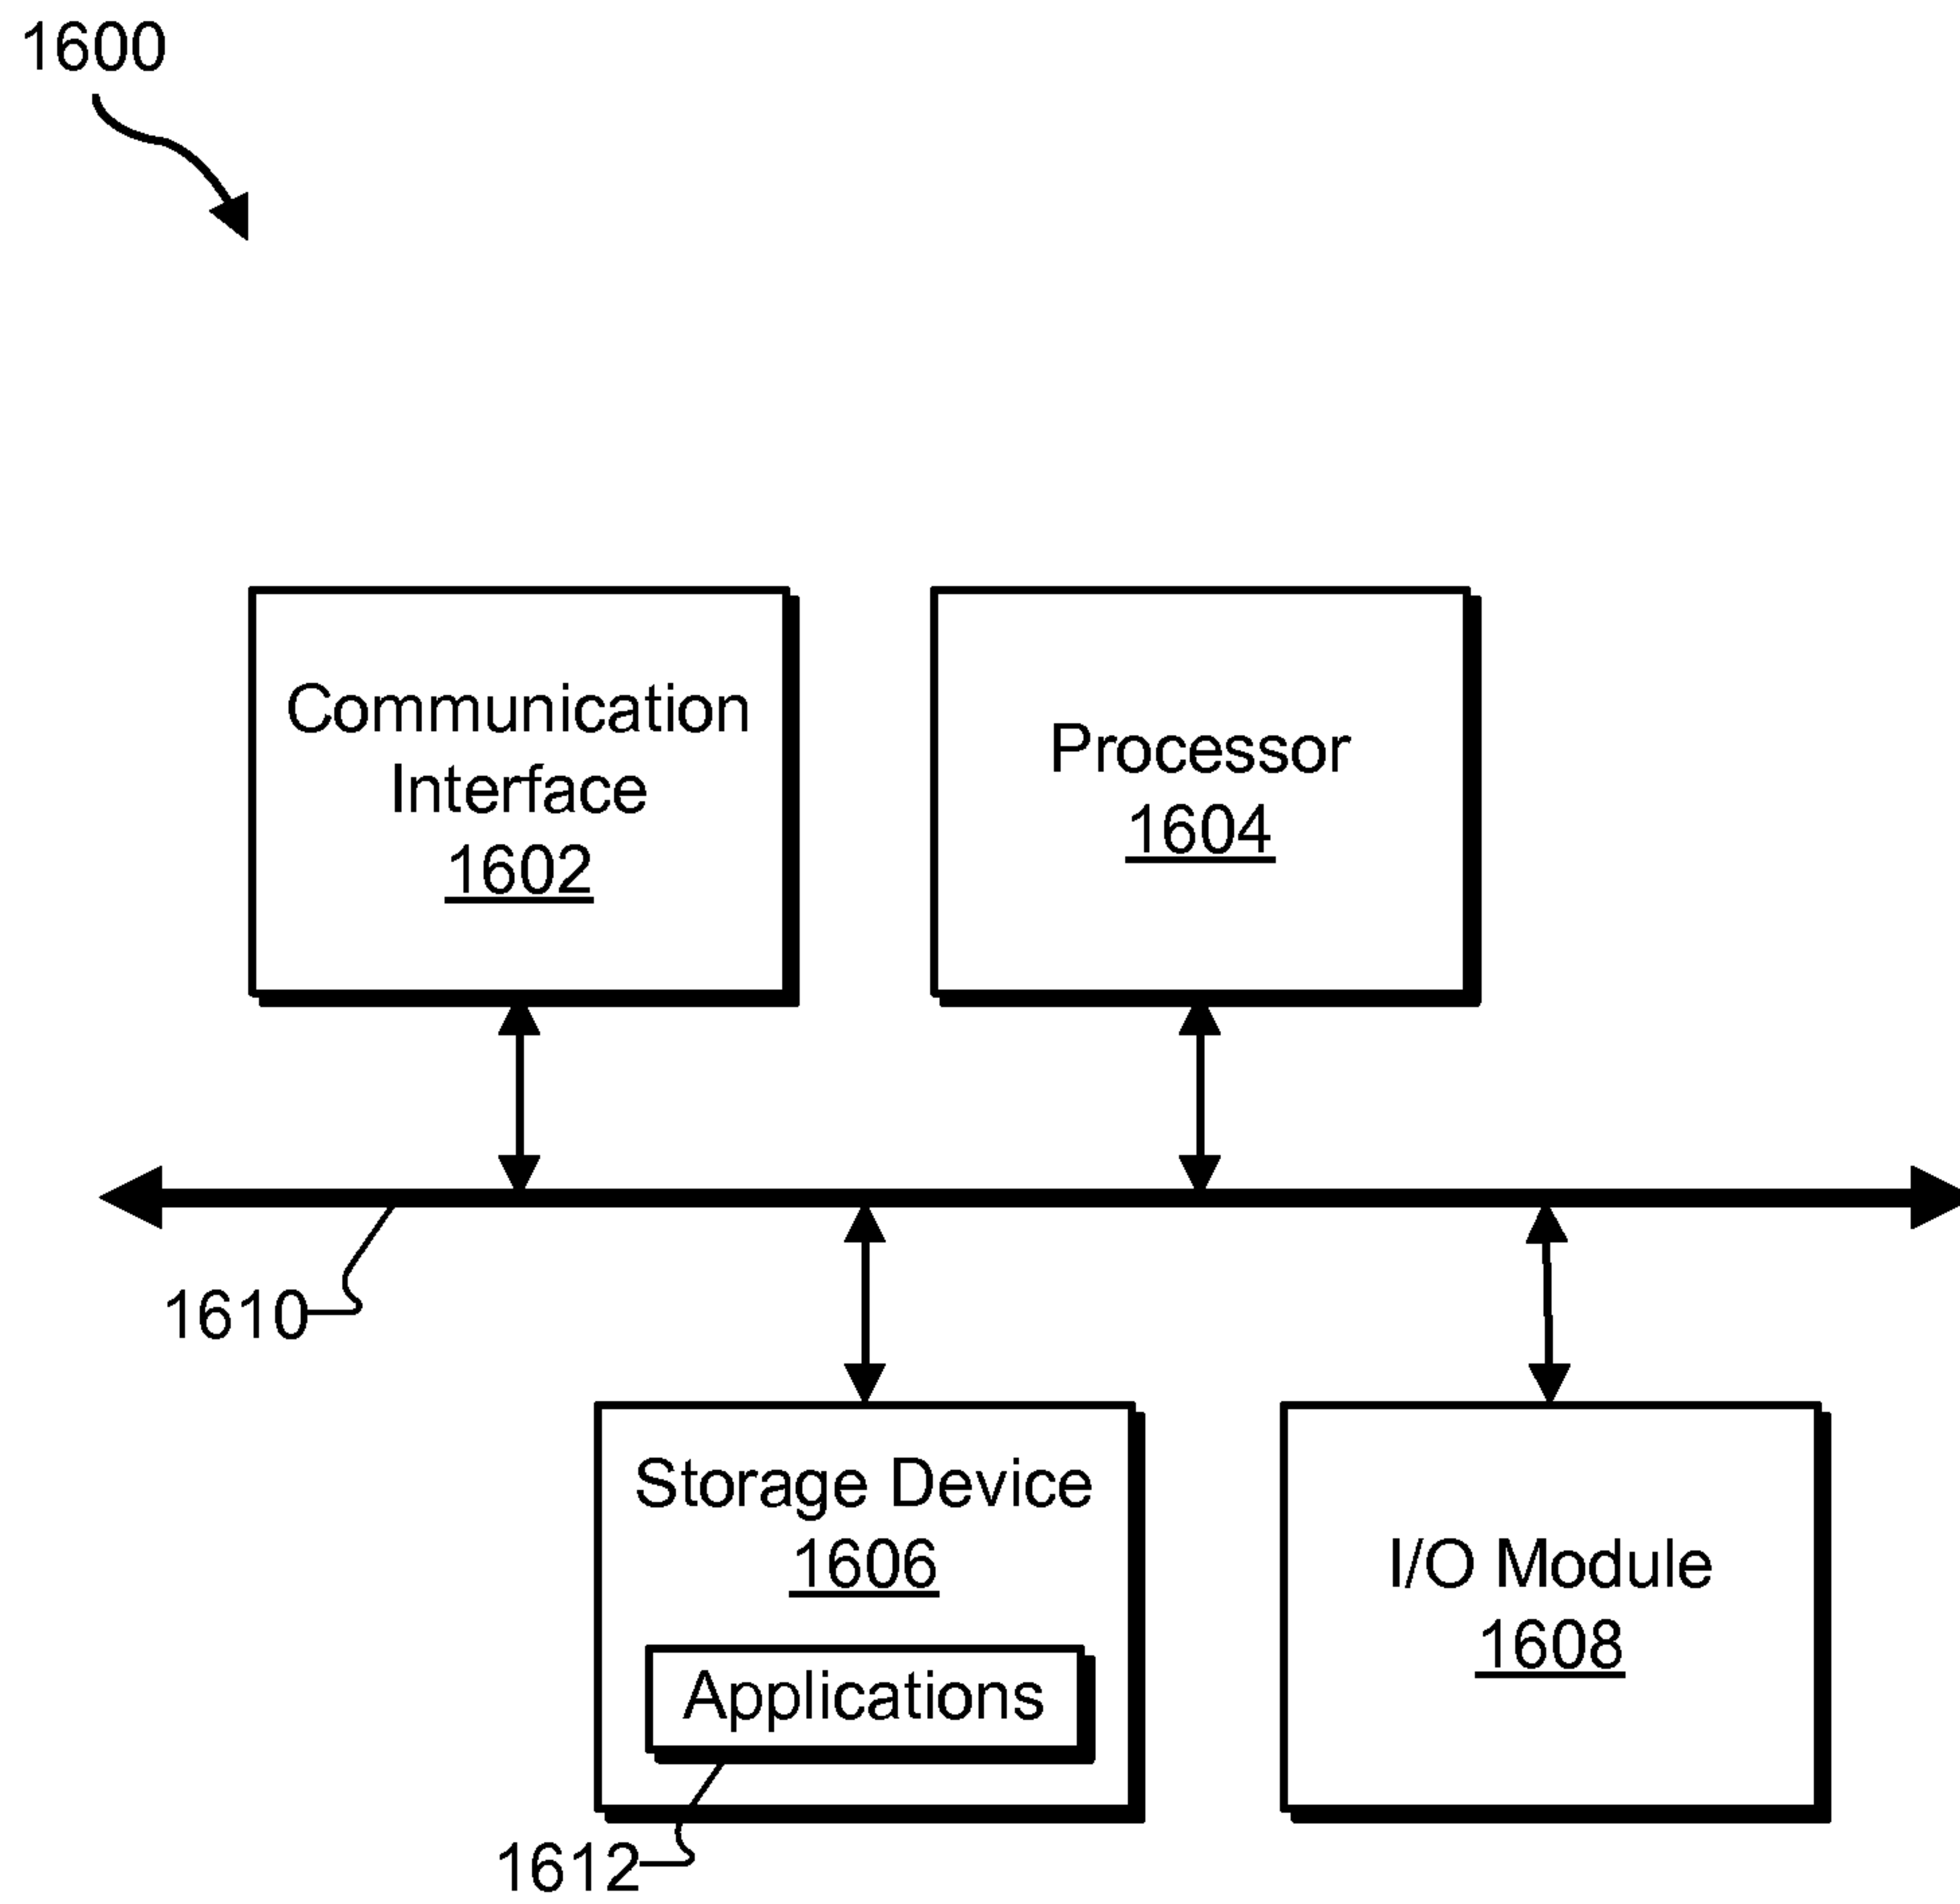 1600
Communication
Interface
1602
Processor
1604
1610
Storage Device
1606
Applications
1612
I/O Module
1608